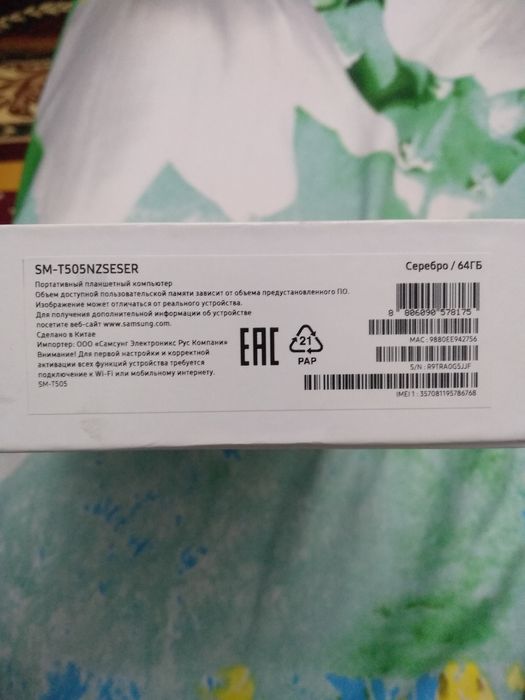 SM-T505NZSESER
Серебро / 64ГБ
Портативный планшетный компьютер
Объем доступной пользовательской памяти зависит от объема предустановленного ПО.
Изображение может отличаться от реального устройства.
Для получения дополнительной информации об устройстве
посетите веб-сайт www.samsung.com.
Сделано в Китае
Импортер: ООО «Самсунг Электроникс Рус Компани»
Внимание! Для первой настройки и корректной
активации всех функций устройства требуется
подключение к Wi-Fi или мобильному интернету.
SM-T505
EAC
21
PAP
8 806090 578175
MAC : 9880EE942756
S/N : R9TRA0G5JJF
IMEI 1 : 357081195786768